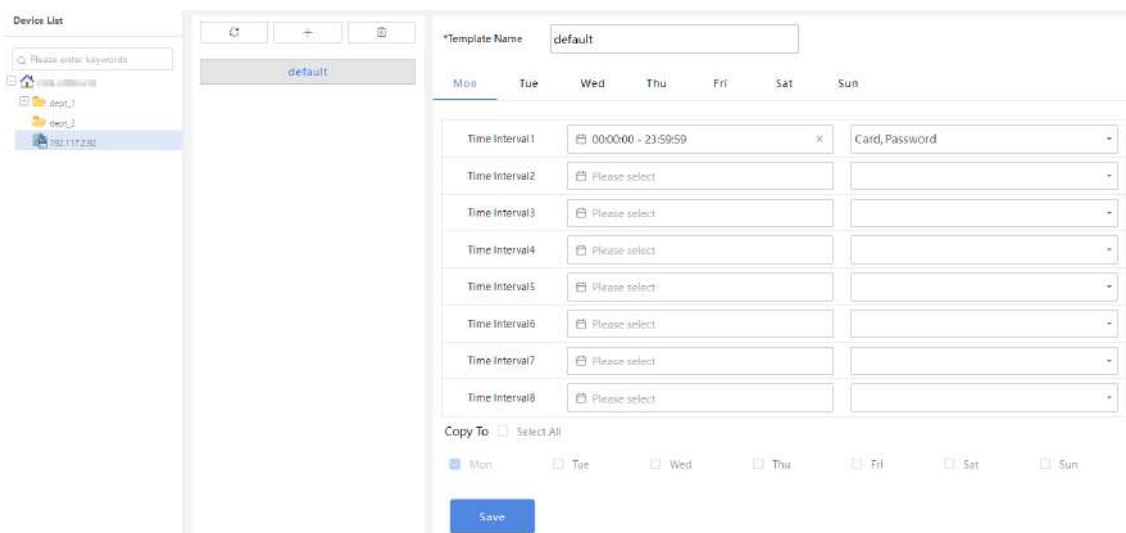 Device List
Please enter keywords
dept_1
dept_2
192.117.2.92
default
*Template Name default
Mon Tue Wed Thu Fri Sat Sun
Time Interval1 00:00:00 - 23:59:59 × Card, Password
Time Interval2 Please select
Time Interval3 Please select
Time Interval4 Please select
Time Interval5 Please select
Time Interval6 Please select
Time Interval7 Please select
Time Interval8 Please select
Copy To Select All
Mon Tue Wed Thu Fri Sat Sun
Save